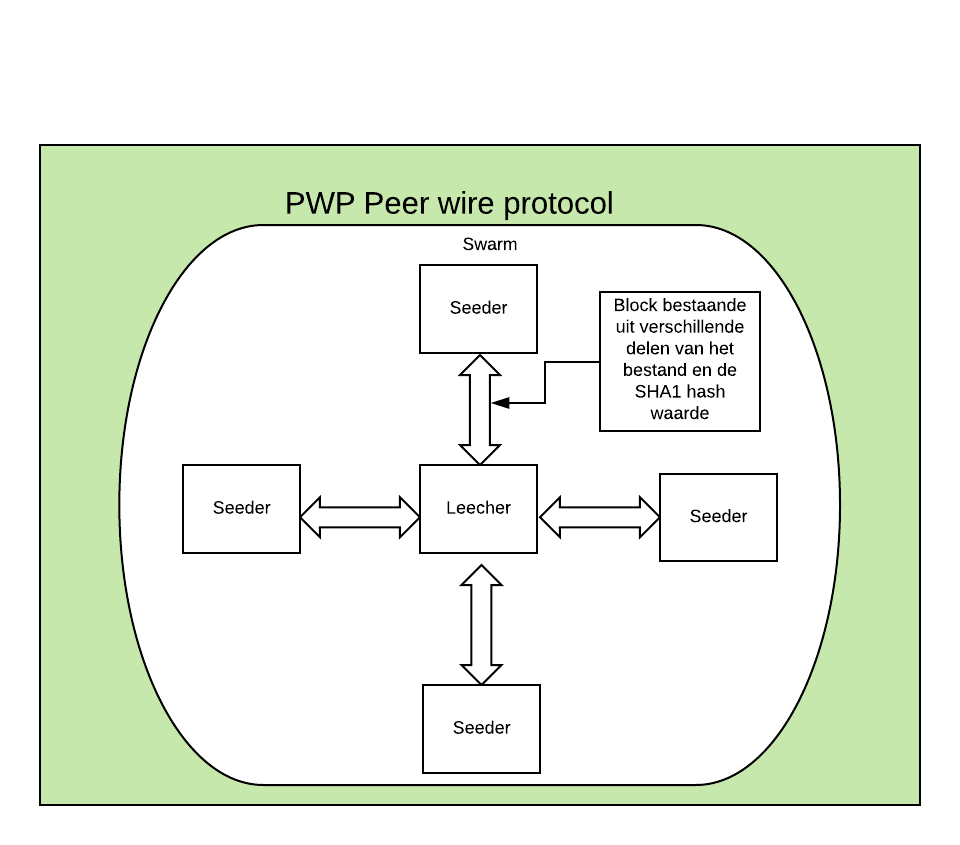 PWP Peer wire protocol
Swarm
Seeder
Block bestaande
uit verschillende
delen van het
bestand en de
SHA1 hash
waarde
Seeder
Leecher
Seeder
Seeder